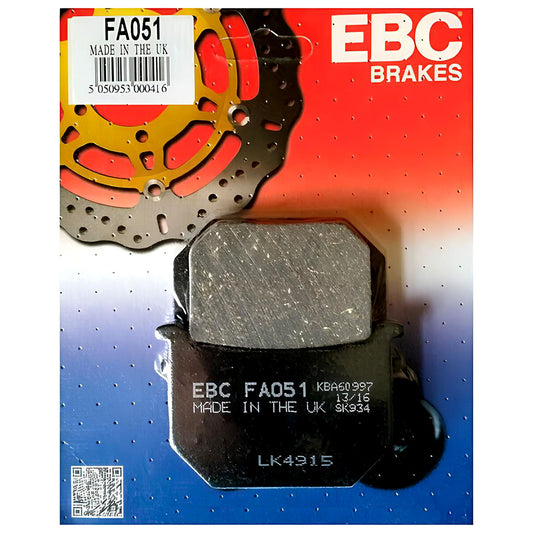 FA051
MADE IN THE UK
5 050953 000416
EBC
BRAKES
EBC FA051 KBA60997
13/16
MADE IN THE UK SK934
LK4915